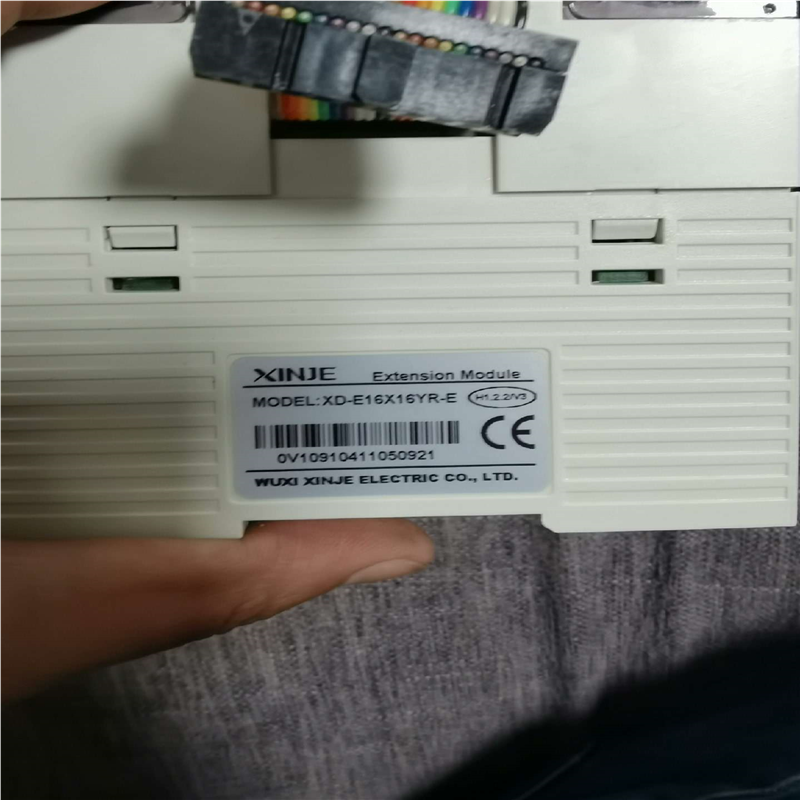 XINJE Extension Module
MODEL:XD-E16X16YR-E H1.2.2/V3
CE
0V10910411050921
WUXI XINJE ELECTRIC CO., LTD.